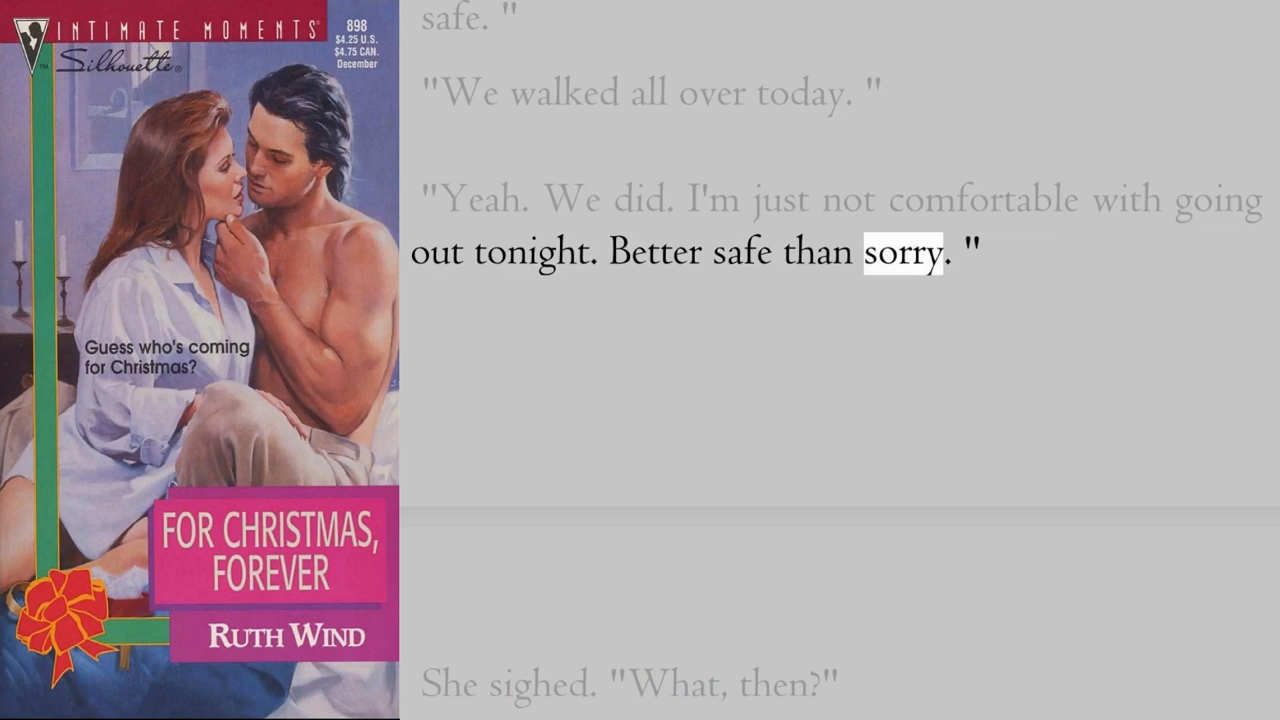 INTIMATE MOMENTS®
898
$4.25 U.S.
$4.75 CAN.
December
™ Silhouette®
Guess who's coming
for Christmas?
FOR CHRISTMAS,
FOREVER
RUTH WIND
safe. "
"We walked all over today. "
"Yeah. We did. I'm just not comfortable with going
out tonight. Better safe than sorry. "
She sighed. "What, then?"